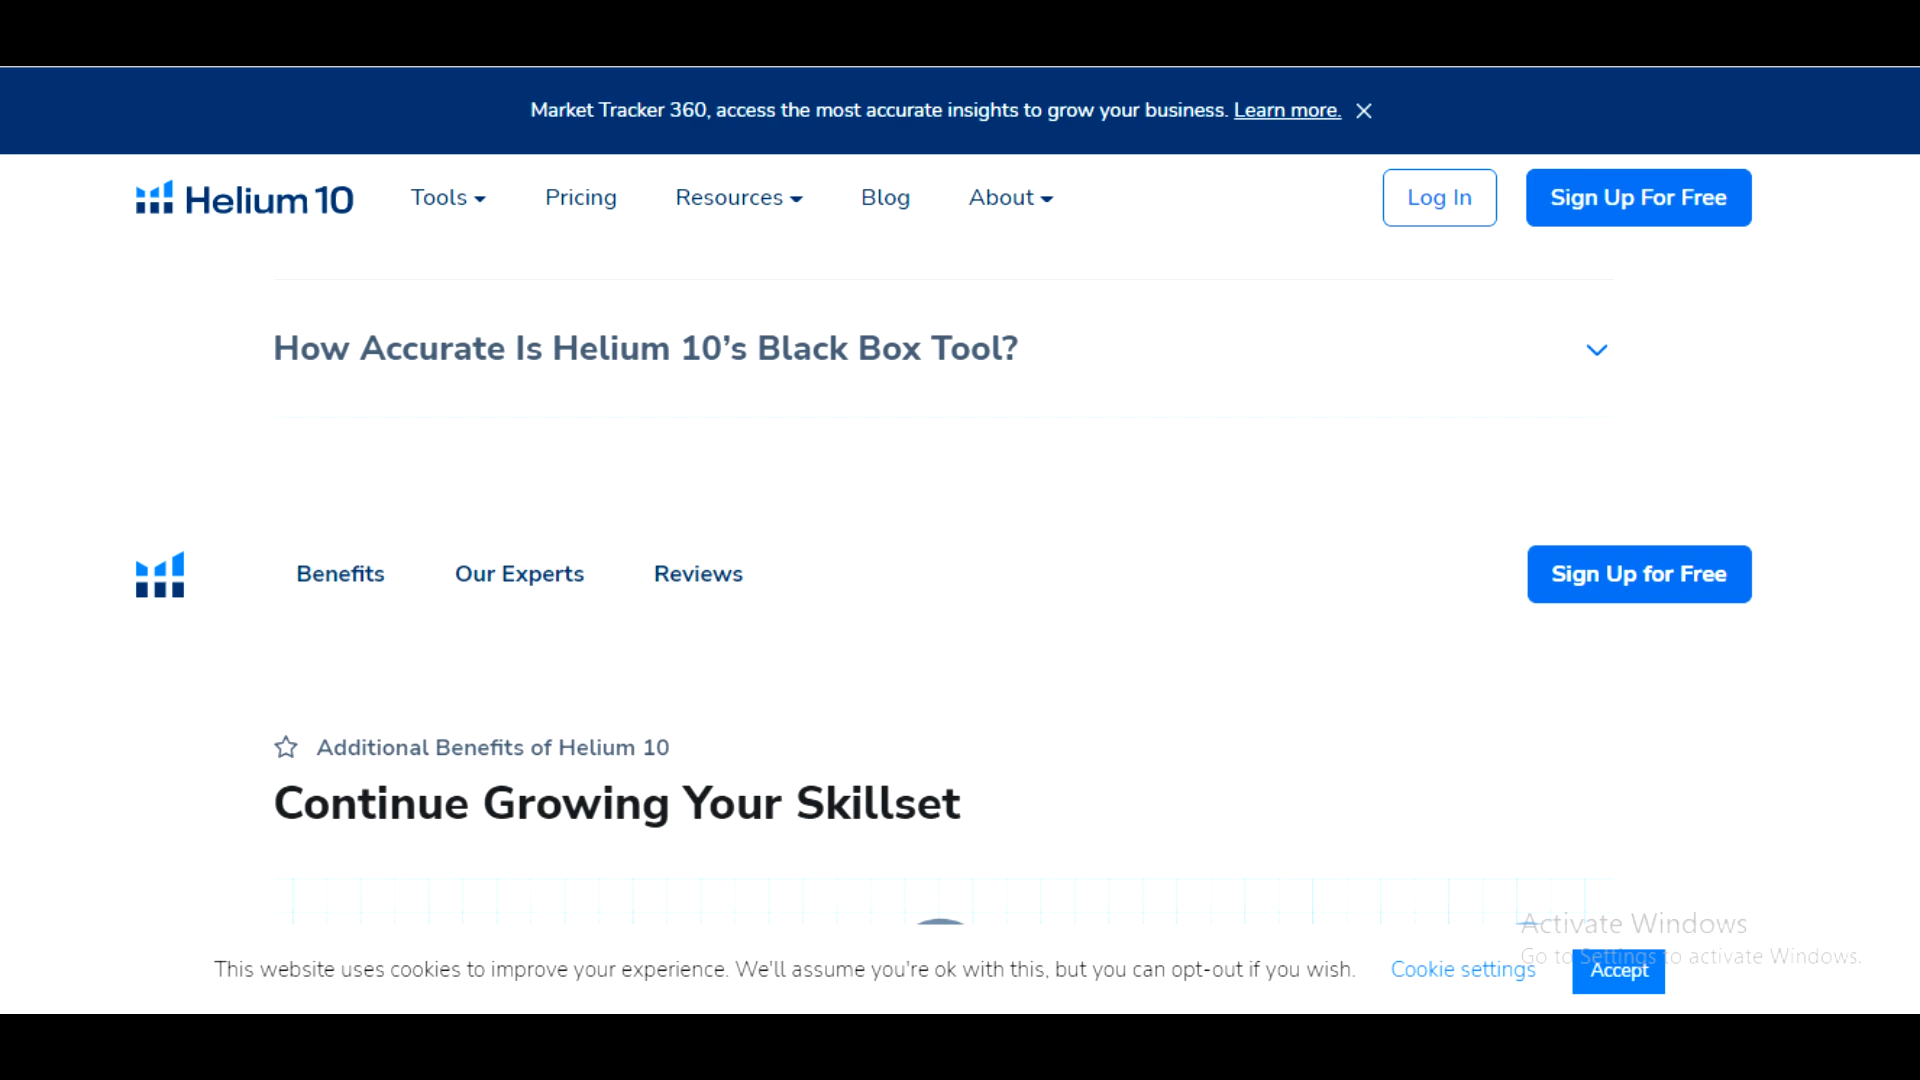 Market Tracker 360, access the most accurate insights to grow your business. Learn more.
Helium 10 Tools Pricing Resources Blog About Log In Sign Up For Free
How Accurate Is Helium 10’s Black Box Tool?
Benefits Our Experts Reviews Sign Up for Free
Additional Benefits of Helium 10
Continue Growing Your Skillset
Activate Windows
Go to Settings to activate Windows.
This website uses cookies to improve your experience. We'll assume you're ok with this, but you can opt-out if you wish. Cookie settings Accept